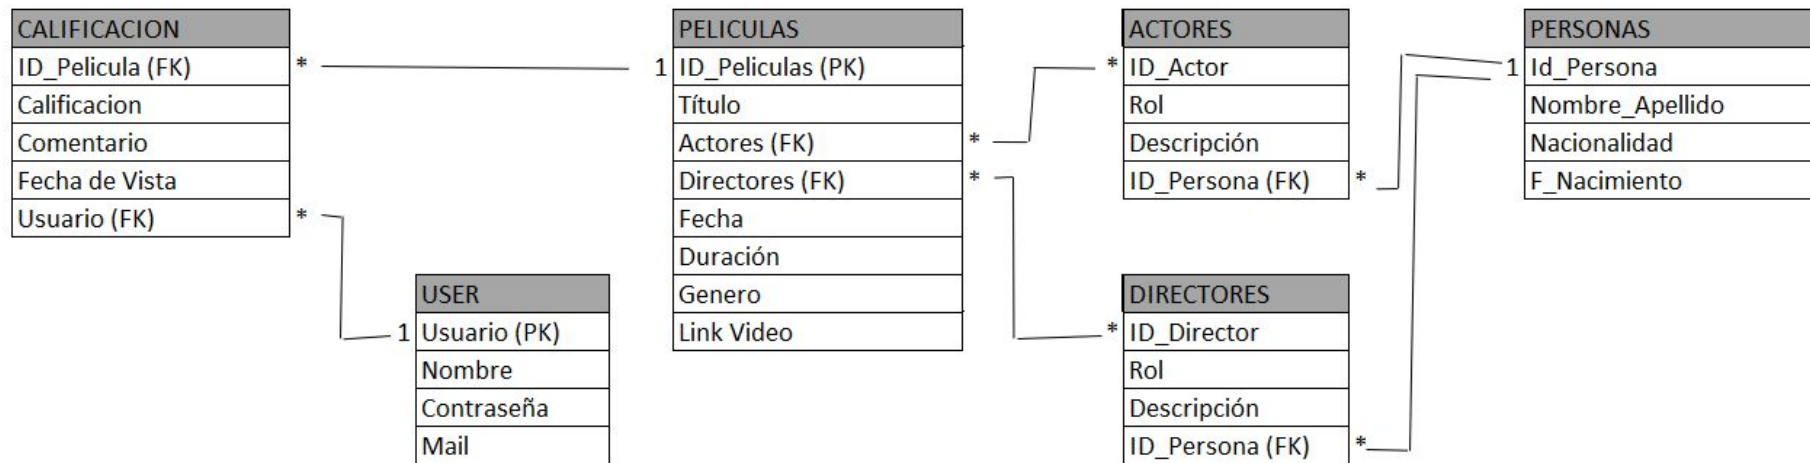 CALIFICACION
ID_Pelicula (FK) *
Calificacion
Comentario
Fecha de Vista
Usuario (FK) *
USER
1 Usuario (PK)
Nombre
Contraseña
Mail
PELICULAS
1 ID_Peliculas (PK)
Título
Actores (FK) *
Directores (FK) *
Fecha
Duración
Genero
Link Video
ACTORES
* ID_Actor
Rol
Descripción
ID_Persona (FK) *
DIRECTORES
* ID_Director
Rol
Descripción
ID_Persona (FK) *
PERSONAS
1 Id_Persona
Nombre_Apellido
Nacionalidad
F_Nacimiento